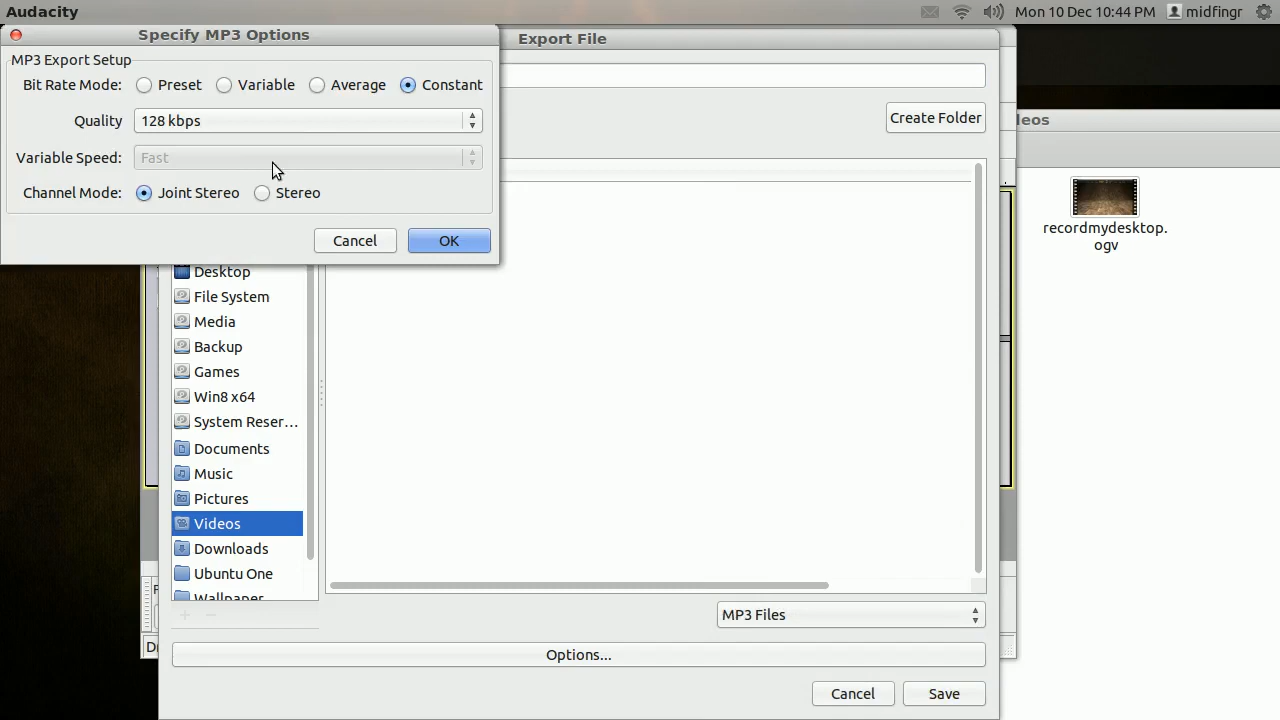 Audacity
Mon 10 Dec 10:44 PM
midfingr
Specify MP3 Options
MP3 Export Setup
Bit Rate Mode:
Preset
Variable
Average
Constant
Quality
128 kbps
Variable Speed:
Fast
Channel Mode:
Joint Stereo
Stereo
Cancel
OK
Export File
Create Folder
Desktop
File System
Media
Backup
Games
Win8 x64
System Reser...
Documents
Music
Pictures
Videos
Downloads
Ubuntu One
Wallpaper
MP3 Files
Options...
Cancel
Save
eos
recordmydesktop.
ogv